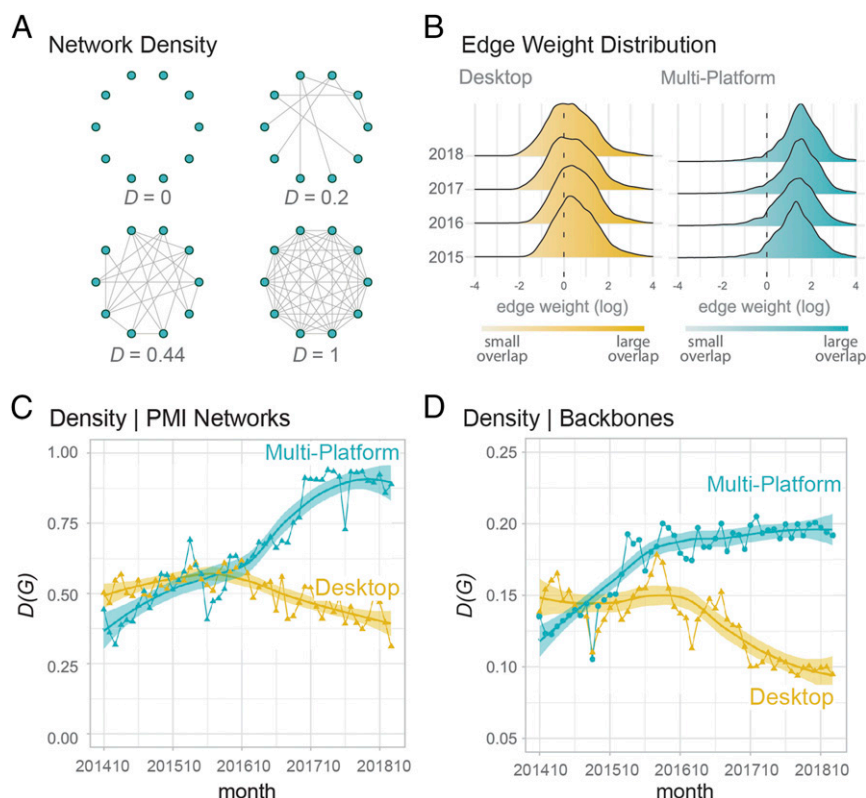 A Network Density
D = 0
D = 0.2
D = 0.44
D = 1
B Edge Weight Distribution
Desktop
Multi-Platform
2018
2017
2016
2015
-4 -2 0 2 4
-4 -2 0 2 4
edge weight (log)
edge weight (log)
small overlap
large overlap
small overlap
large overlap
C Density | PMI Networks
1.00
0.75
0.50
0.25
0.00
D(G)
Multi-Platform
Desktop
201410 201510 201610 201710 201810
month
D Density | Backbones
0.25
0.20
0.15
0.10
0.05
D(G)
Multi-Platform
Desktop
201410 201510 201610 201710 201810
month